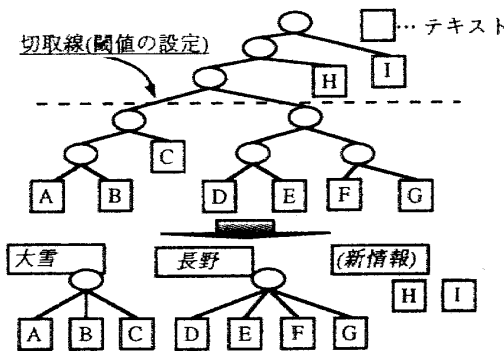 … テキスト
切取線(閾値の設定)
I
H
C
A B D E F G
大雪 長野 (新情報)
H I
A B C D E F G